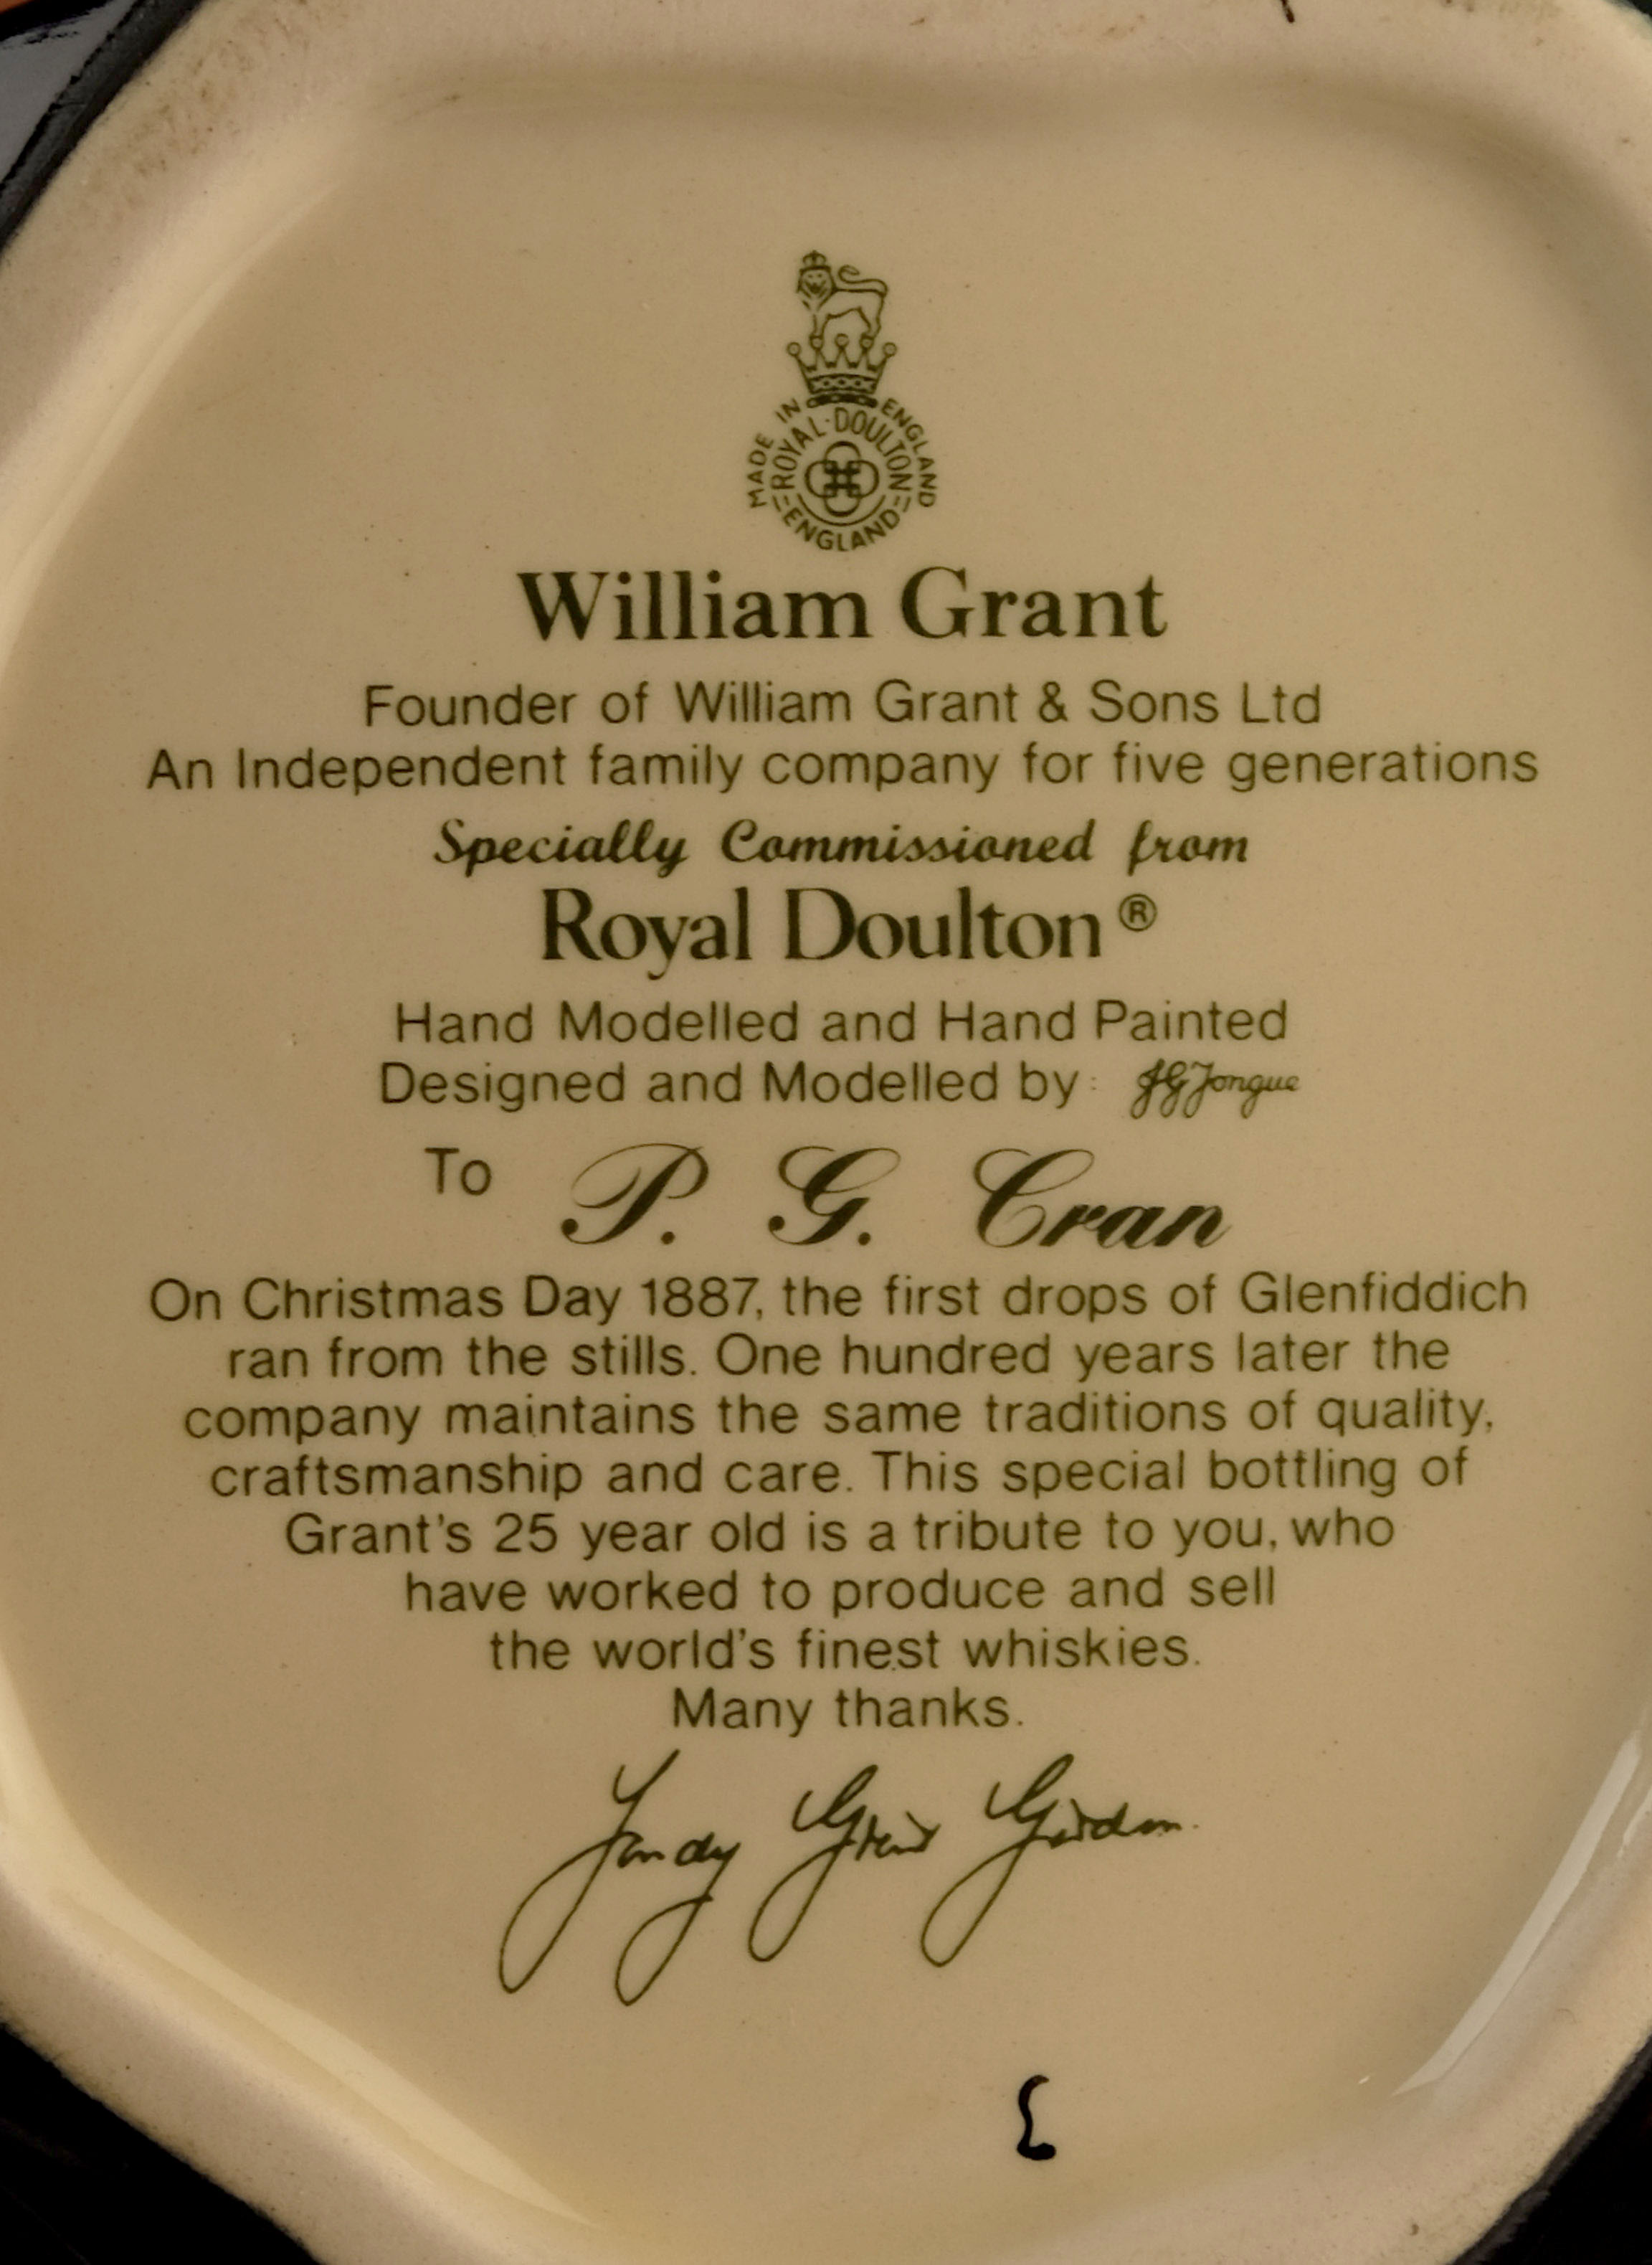 MADE IN ENGLAND
ROYAL·DOULTON
ENGLAND
William Grant
Founder of William Grant & Sons Ltd
An Independent family company for five generations
Specially Commissioned from
Royal Doulton ®
Hand Modelled and Hand Painted
Designed and Modelled by: JGTongue
To P. G. Cran
On Christmas Day 1887, the first drops of Glenfiddich
ran from the stills. One hundred years later the
company maintains the same traditions of quality,
craftsmanship and care. This special bottling of
Grant's 25 year old is a tribute to you, who
have worked to produce and sell
the world's finest whiskies.
Many thanks.
Sandy Grant Gordon.